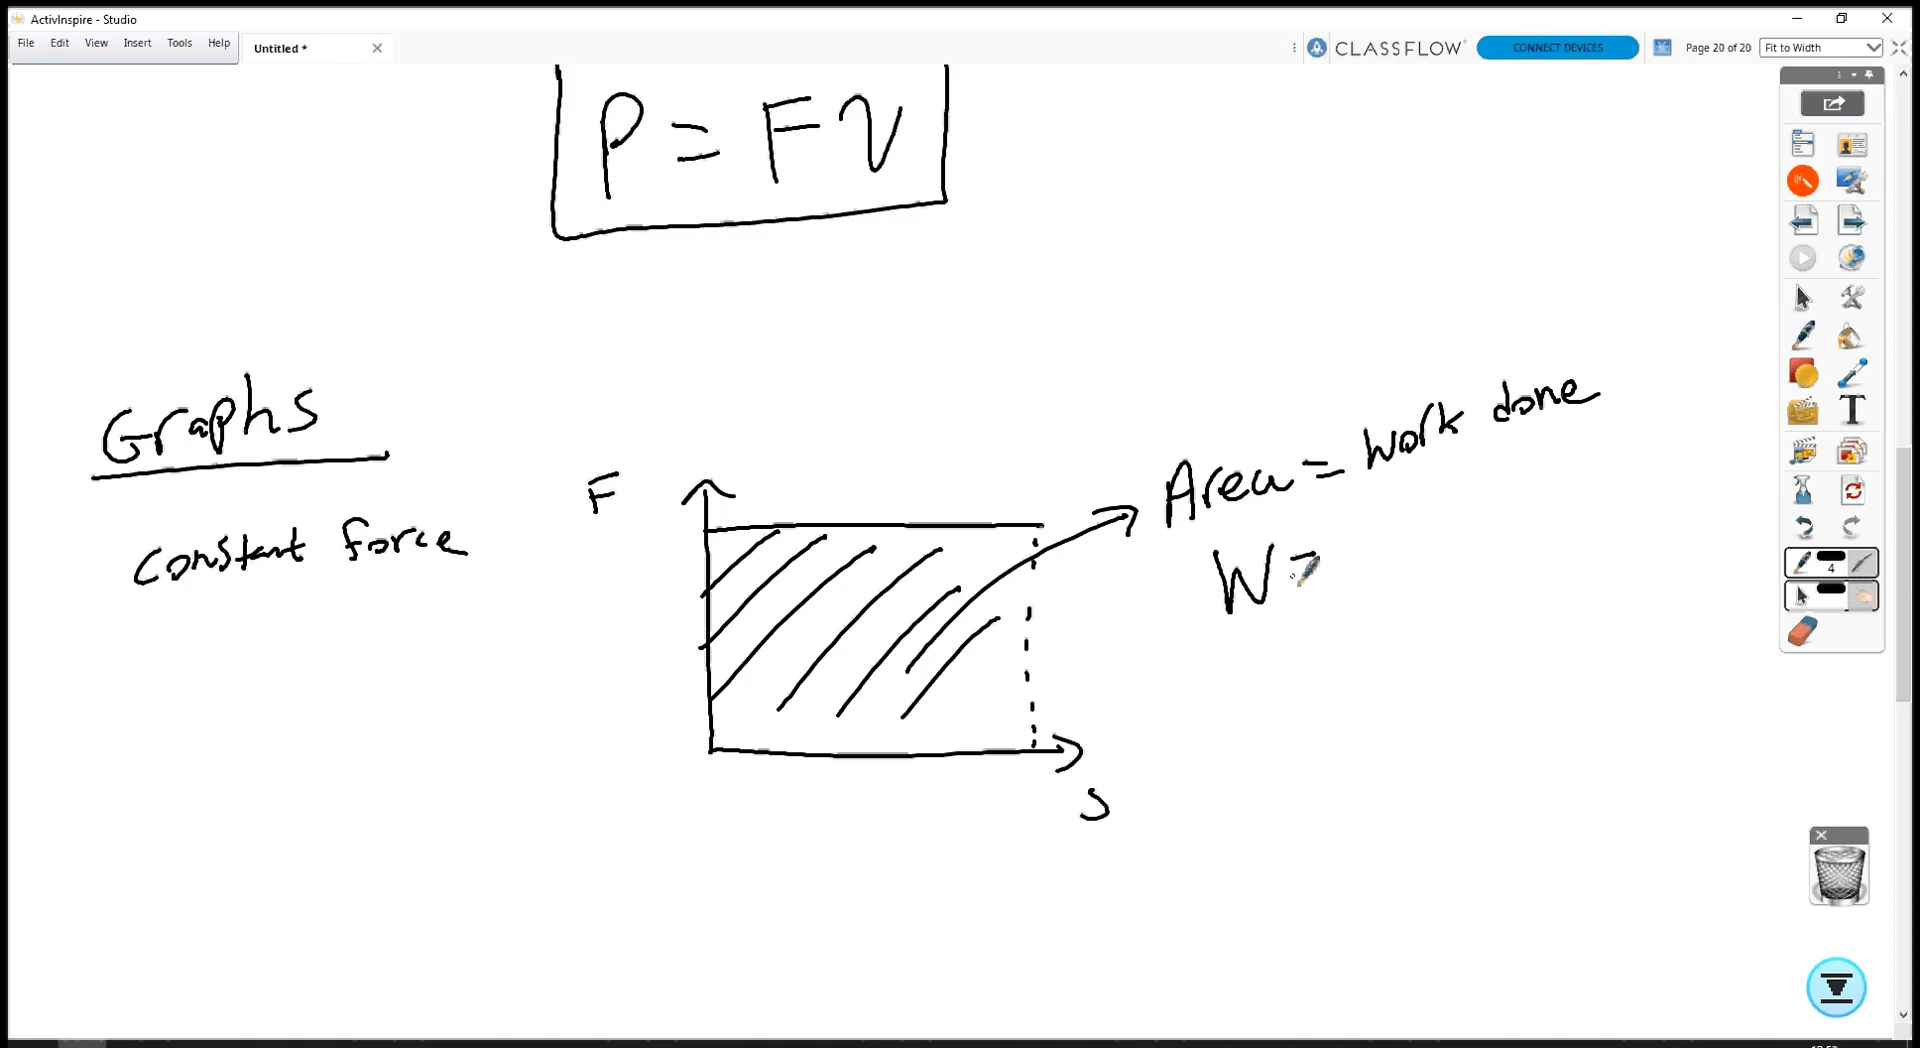 ActivInspire - Studio
File Edit View Insert Tools Help
Untitled *
CLASSFLOW
CONNECT DEVICES
Page 20 of 20
Fit to Width
P = Fv
Graphs
constant force
F
Area = work done
W =
s
4
T